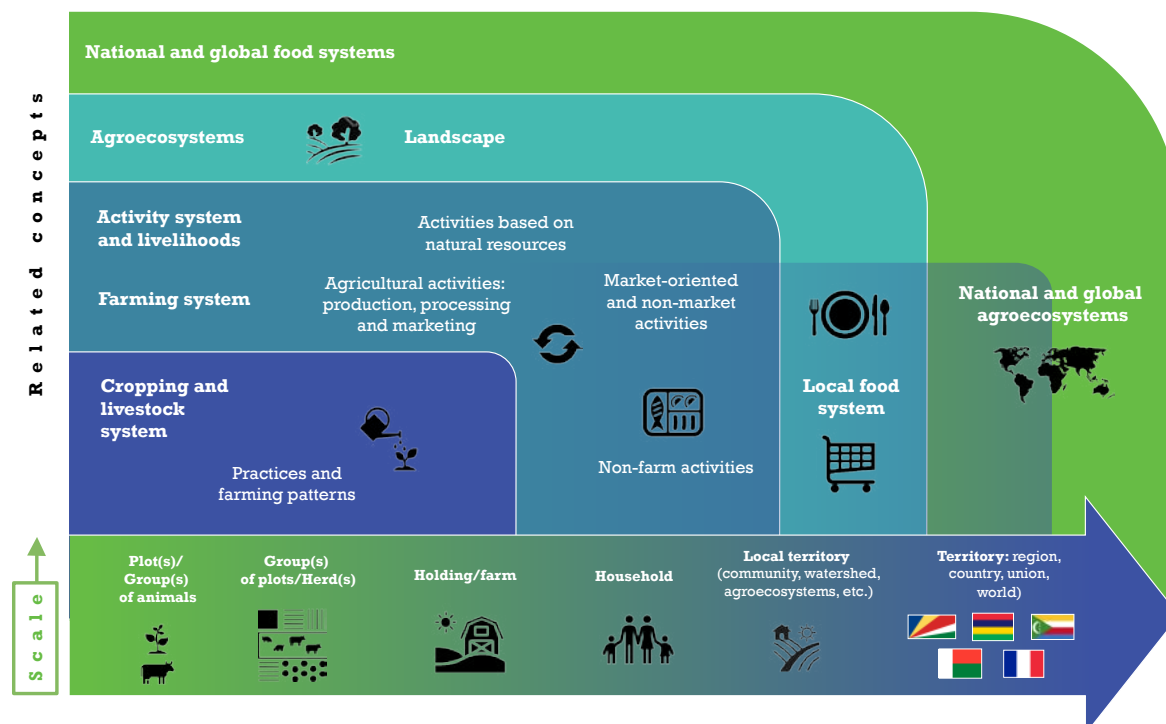 Related concepts
National and global food systems
Agroecosystems
Landscape
Activity system
and livelihoods
Activities based on
natural resources
Farming system
Agricultural activities:
production, processing
and marketing
Market-oriented
and non-market
activities
National and global
agroecosystems
Cropping and
livestock
system
Practices and
farming patterns
Non-farm activities
Local food
system
Scale
Plot(s)/
Group(s)
of animals
Group(s)
of plots/Herd(s)
Holding/farm
Household
Local territory
(community, watershed,
agroecosystems, etc.)
Territory: region,
country, union,
world)